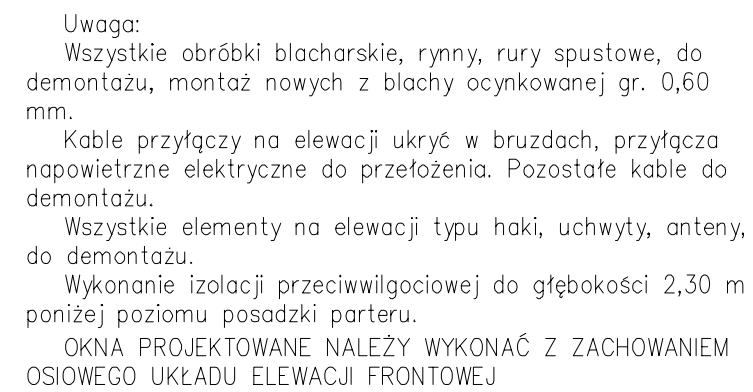 Uwaga:
Wszystkie obróbki blacharskie, rynny, rury spustowe, do
demontażu, montaż nowych z blachy ocynkowanej gr. 0,60
mm.
Kable przyłączy na elewacji ukryć w bruzdach, przyłącza
napowietrzne elektryczne do przełożenia. Pozostałe kable do
demontażu.
Wszystkie elementy na elewacji typu haki, uchwyty, anteny,
do demontażu.
Wykonanie izolacji przeciwwilgociowej do głębokości 2,30 m
poniżej poziomu posadzki parteru.
OKNA PROJEKTOWANE NALEŻY WYKONAĆ Z ZACHOWANIEM
OSIOWEGO UKŁADU ELEWACJI FRONTOWEJ